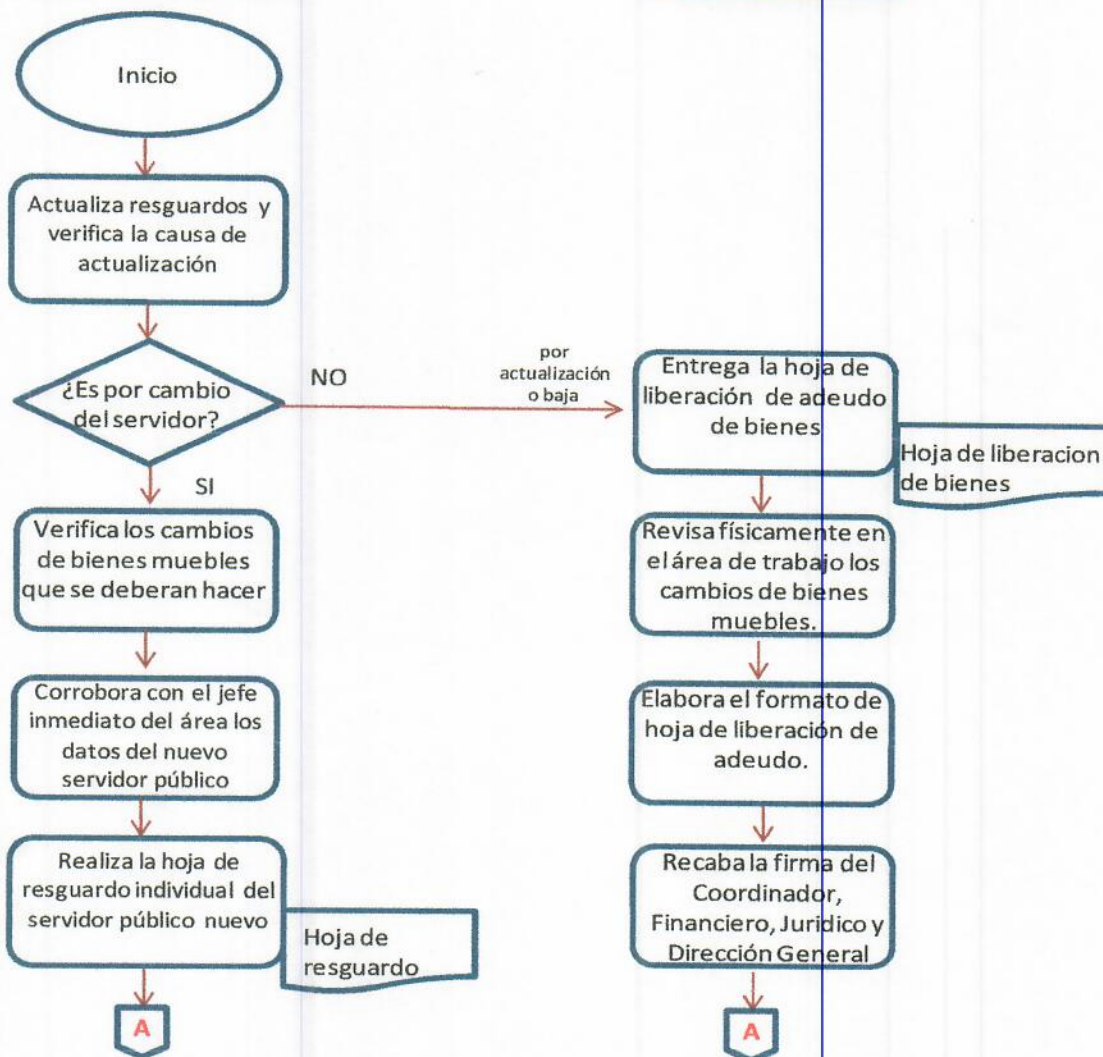 Inicio
Actualiza resguardos y
verifica la causa de
actualización
¿Es por cambio
del servidor?
NO
por
actualización
o baja
SI
Verifica los cambios
de bienes muebles
que se deberan hacer
Corrobora con el jefe
inmediato del área los
datos del nuevo
servidor público
Realiza la hoja de
resguardo individual del
servidor público nuevo
Hoja de
resguardo
A
Entrega la hoja de
liberación de adeudo
de bienes
Hoja de liberacion
de bienes
Revisa físicamente en
el área de trabajo los
cambios de bienes
muebles.
Elabora el formato de
hoja de liberación de
adeudo.
Recaba la firma del
Coordinador,
Financiero, Juridico y
Dirección General
A